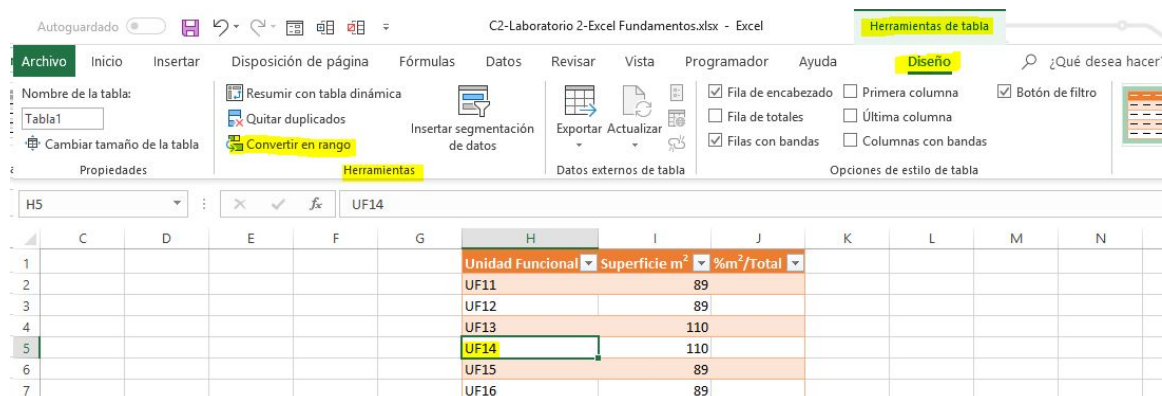 Autoguardado C2-Laboratorio 2-Excel Fundamentos.xlsx - Excel Herramientas de tabla
Archivo Inicio Insertar Disposición de página Fórmulas Datos Revisar Vista Programador Ayuda Diseño ¿Qué desea hacer?
Nombre de la tabla: Resumir con tabla dinámica Fila de encabezado Primera columna Botón de filtro
Tabla1 Quitar duplicados Insertar segmentación de datos Exportar Actualizar Fila de totales Última columna
Cambiar tamaño de la tabla Convertir en rango Filas con bandas Columnas con bandas
Propiedades Herramientas Datos externos de tabla Opciones de estilo de tabla
H5 fx UF14
C D E F G H I J K L M N
1 Unidad Funcional Superficie m² %m²/Total
2 UF11 89
3 UF12 89
4 UF13 110
5 UF14 110
6 UF15 89
7 UF16 89